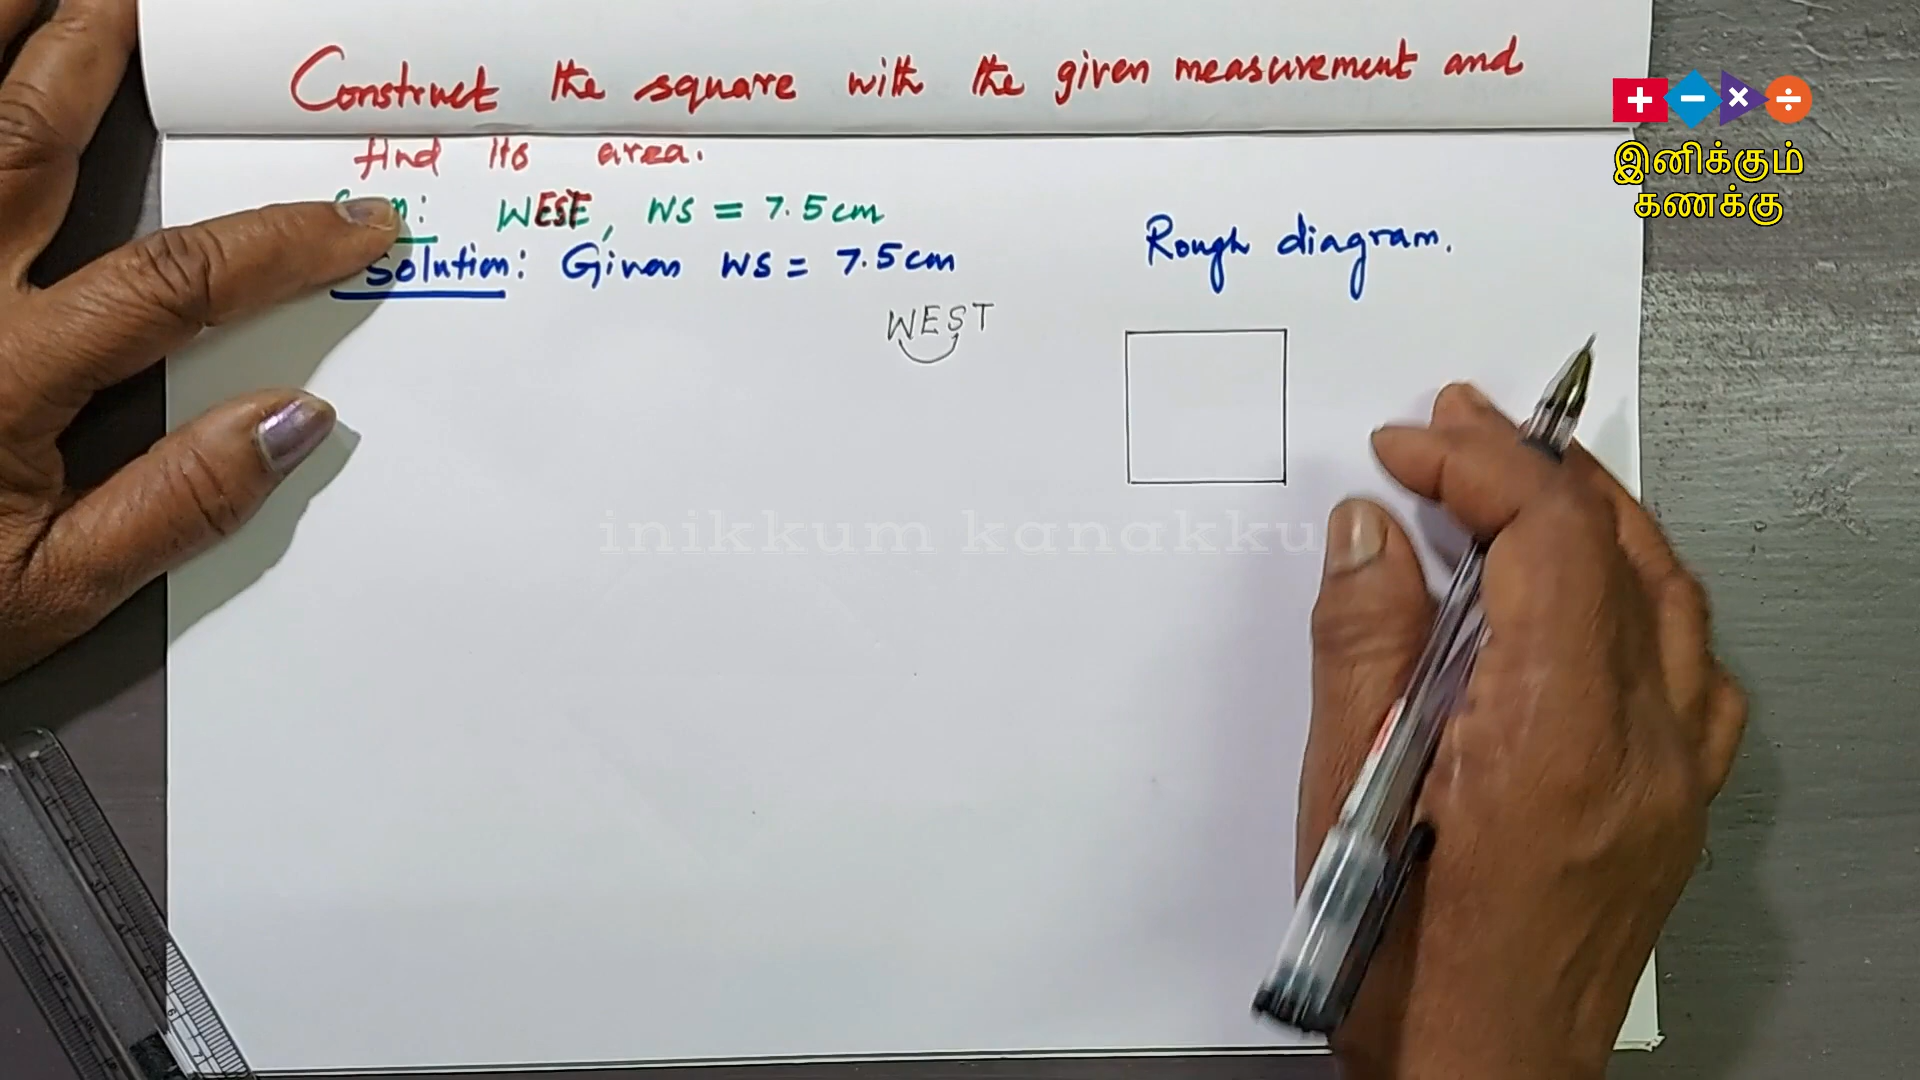 Construct the square with the given measurement and
find its area.
WEST, WS = 7.5cm
Solution: Given WS = 7.5cm
WEST
Rough diagram.
+ − × ÷
இனிக்கும்
கணக்கு
inikkum kanakku